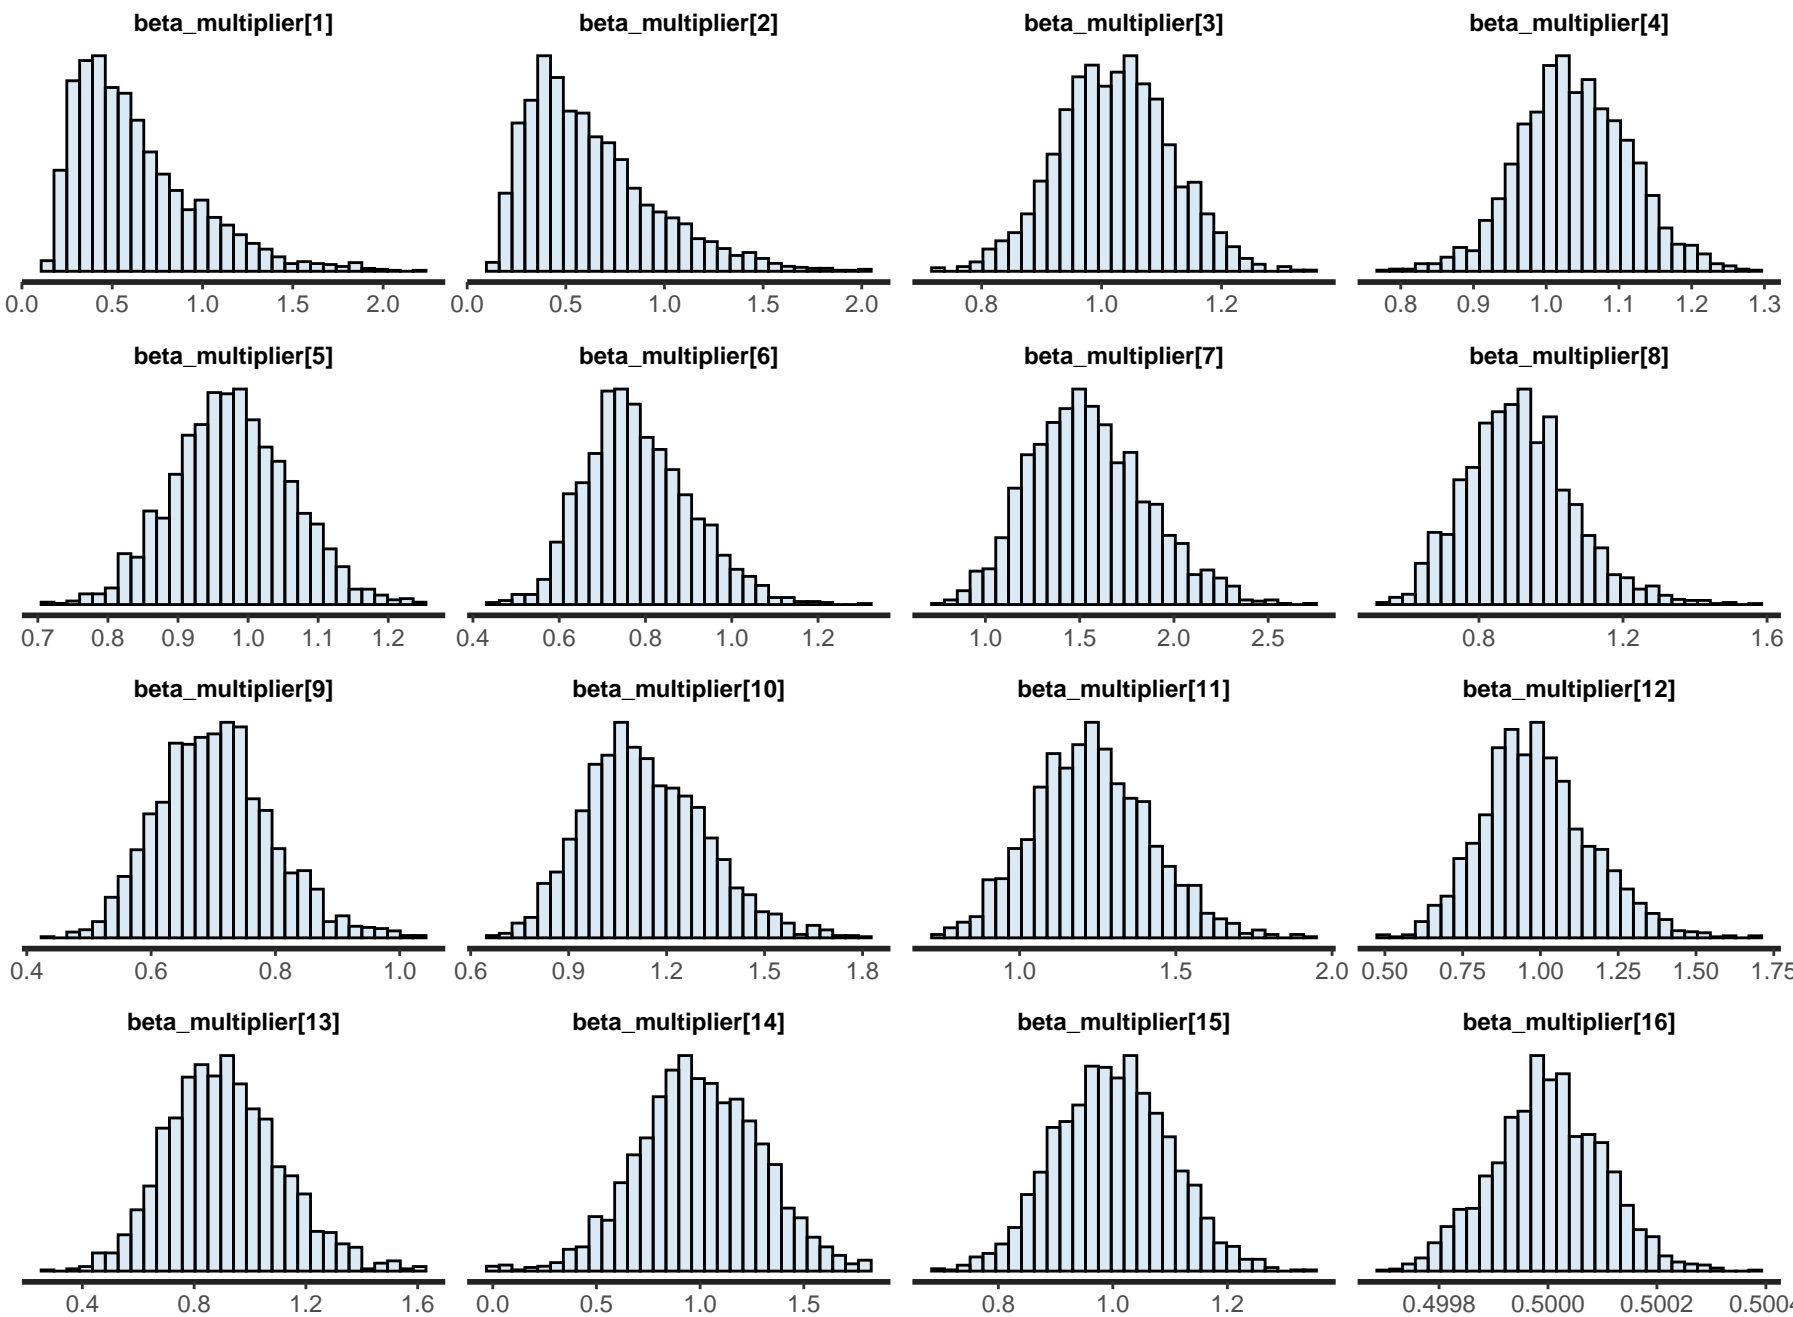 beta_multiplier[1] beta_multiplier[2] beta_multiplier[3] beta_multiplier[4]
0.0 0.5 1.0 1.5 2.0 0.0 0.5 1.0 1.5 2.0 0.8 1.0 1.2 0.8 0.9 1.0 1.1 1.2 1.3
beta_multiplier[5] beta_multiplier[6] beta_multiplier[7] beta_multiplier[8]
0.7 0.8 0.9 1.0 1.1 1.2 0.4 0.6 0.8 1.0 1.2 1.0 1.5 2.0 2.5 0.8 1.2 1.6
beta_multiplier[9] beta_multiplier[10] beta_multiplier[11] beta_multiplier[12]
0.4 0.6 0.8 1.0 0.6 0.9 1.2 1.5 1.8 1.0 1.5 2.0 0.50 0.75 1.00 1.25 1.50 1.75
beta_multiplier[13] beta_multiplier[14] beta_multiplier[15] beta_multiplier[16]
0.4 0.8 1.2 1.6 0.0 0.5 1.0 1.5 0.8 1.0 1.2 0.4998 0.5000 0.5002 0.5004